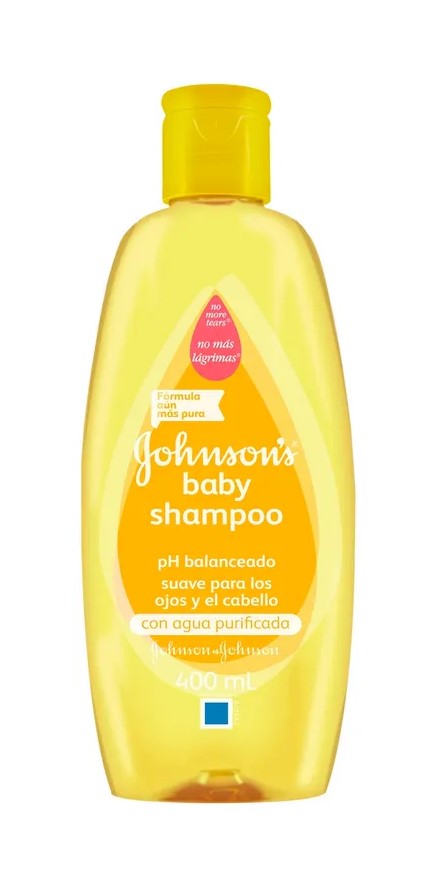 no
more
tears®
no más
lágrimas®
Fórmula
aún
más pura
Johnson's®
baby
shampoo
pH balanceado
suave para los
ojos y el cabello
con agua purificada
Johnson & Johnson
400 mL